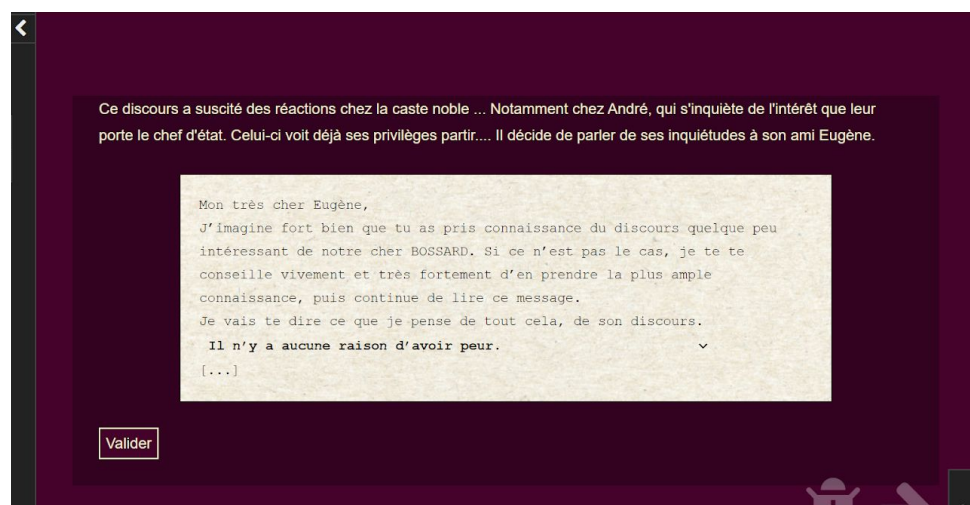 Ce discours a suscité des réactions chez la caste noble ... Notamment chez André, qui s'inquiète de l'intérêt que leur
porte le chef d'état. Celui-ci voit déjà ses privilèges partir.... Il décide de parler de ses inquiétudes à son ami Eugène.
Mon très cher Eugène,
J’imagine fort bien que tu as pris connaissance du discours quelque peu
intéressant de notre cher BOSSARD. Si ce n’est pas le cas, je te te
conseille vivement et très fortement d’en prendre la plus ample
connaissance, puis continue de lire ce message.
Je vais te dire ce que je pense de tout cela, de son discours.
Il n’y a aucune raison d’avoir peur.
[...]
Valider